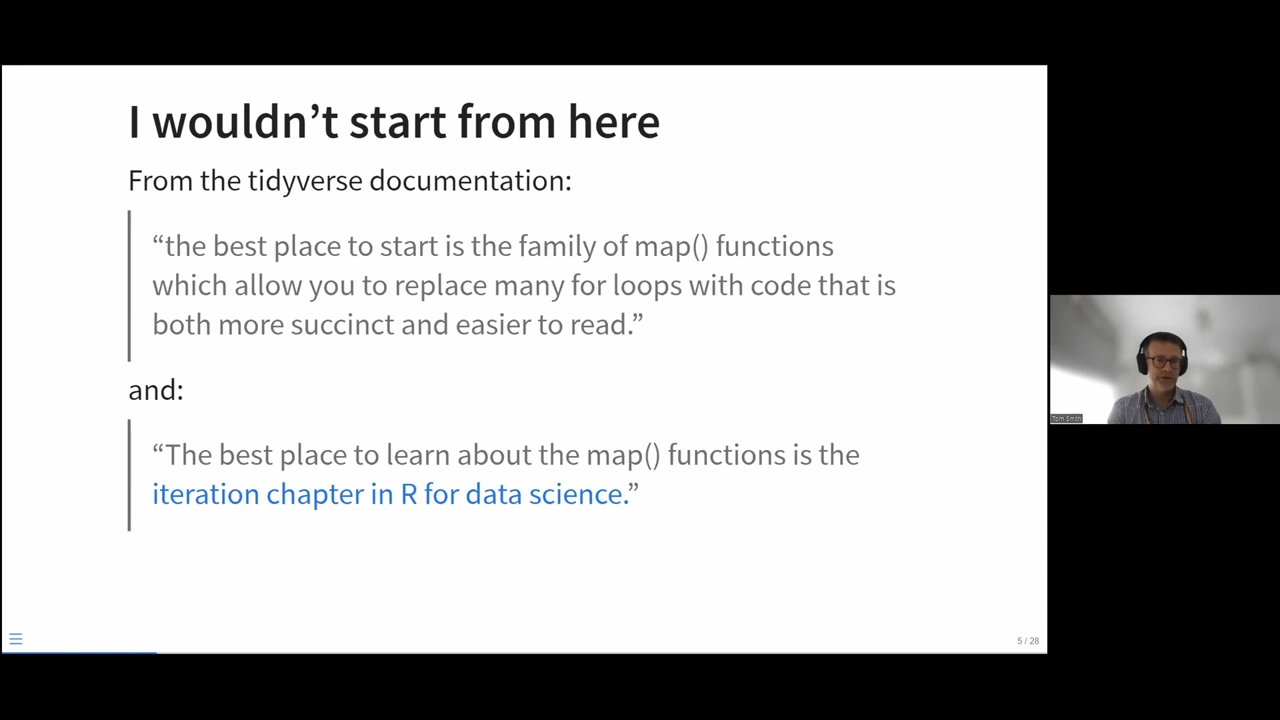 I wouldn’t start from here
From the tidyverse documentation:
“the best place to start is the family of map() functions
which allow you to replace many for loops with code that is
both more succinct and easier to read.”
and:
“The best place to learn about the map() functions is the
iteration chapter in R for data science.”
Tom Smith
5 / 28